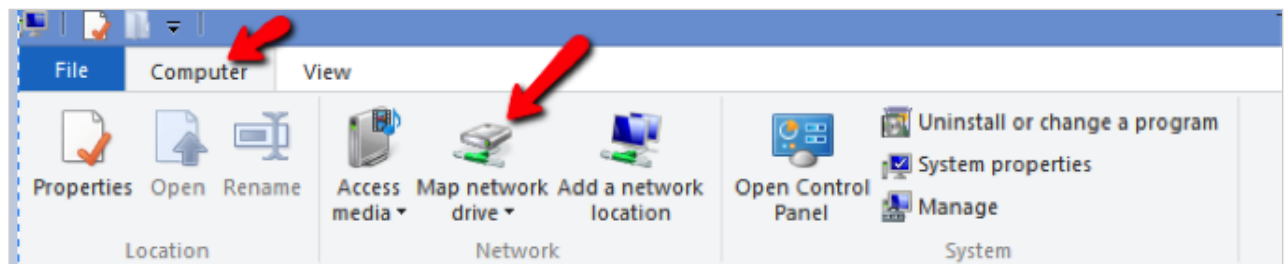 File Computer View
Properties Open Rename Access media Map network drive Add a network location Open Control Panel Uninstall or change a program
System properties
Manage
Location Network System